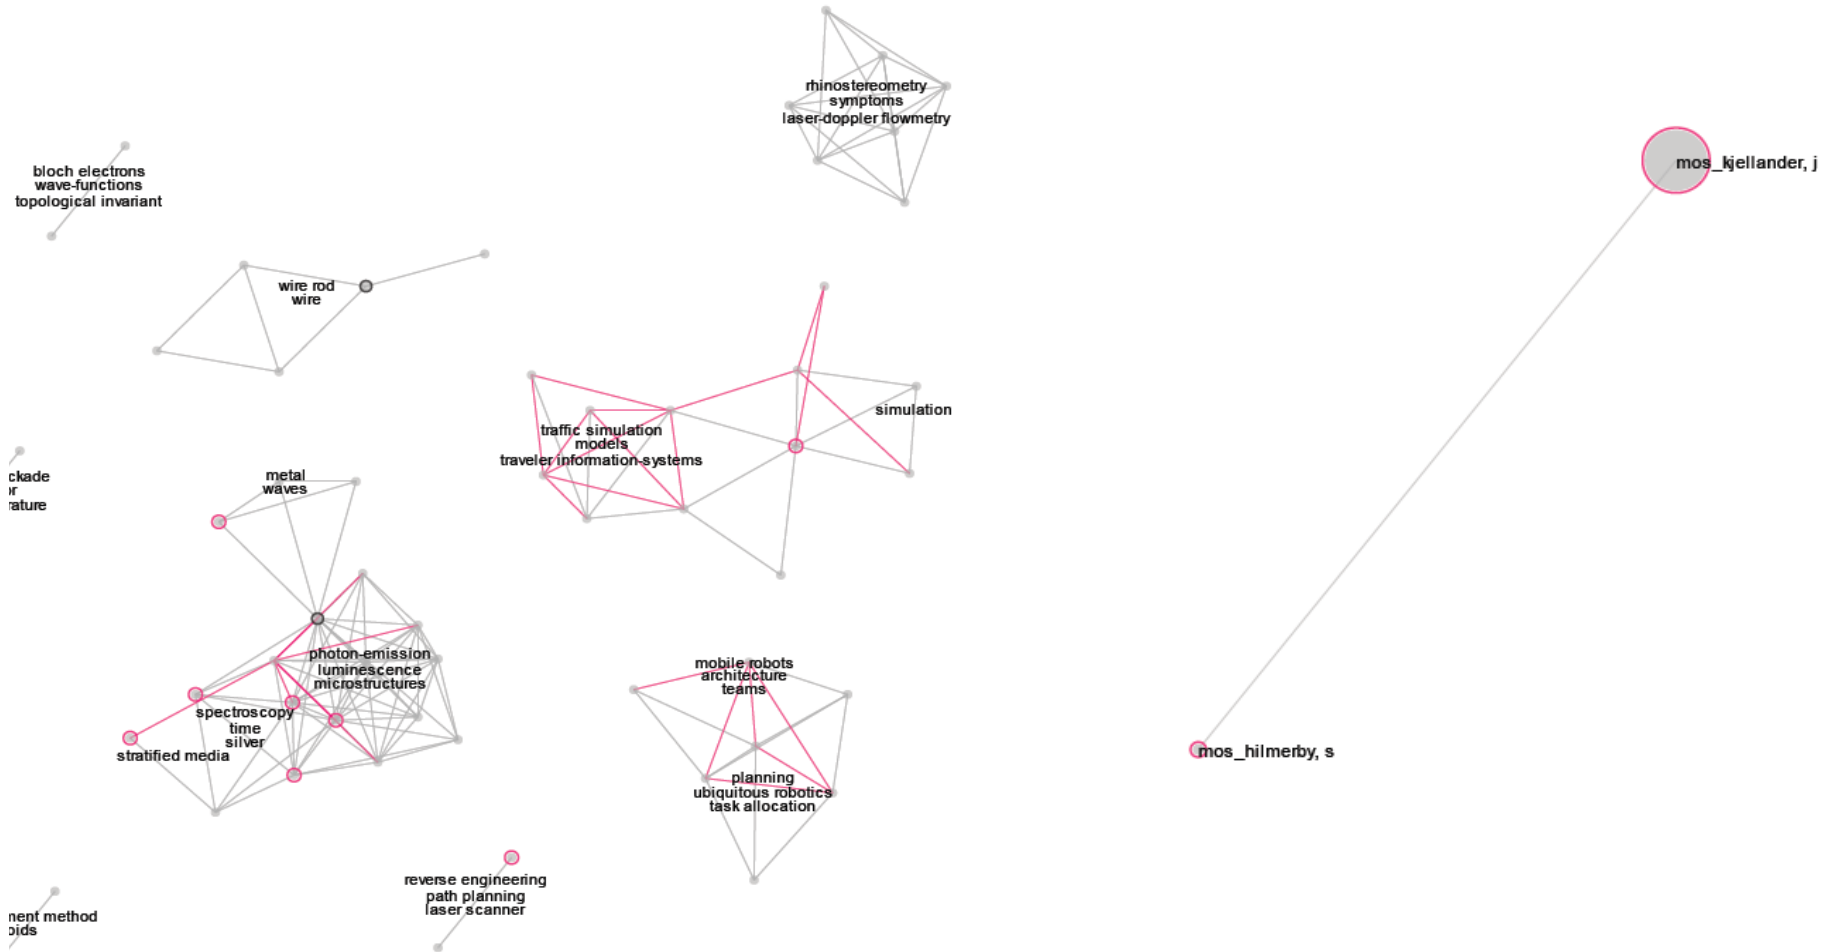 rhinostereometry
symptoms
laser-doppler flowmetry
mos_kjellander, j
bloch electrons
wave-functions
topological invariant
wire rod
wire
simulation
traffic simulation
models
traveler information-systems
ckade
or
rature
metal
waves
photon-emission
luminescence
microstructures
mobile robots
architecture
teams
spectroscopy
time
silver
stratified media
mos_hilmerby, s
planning
ubiquitous robotics
task allocation
reverse engineering
path planning
laser scanner
ment method
oids